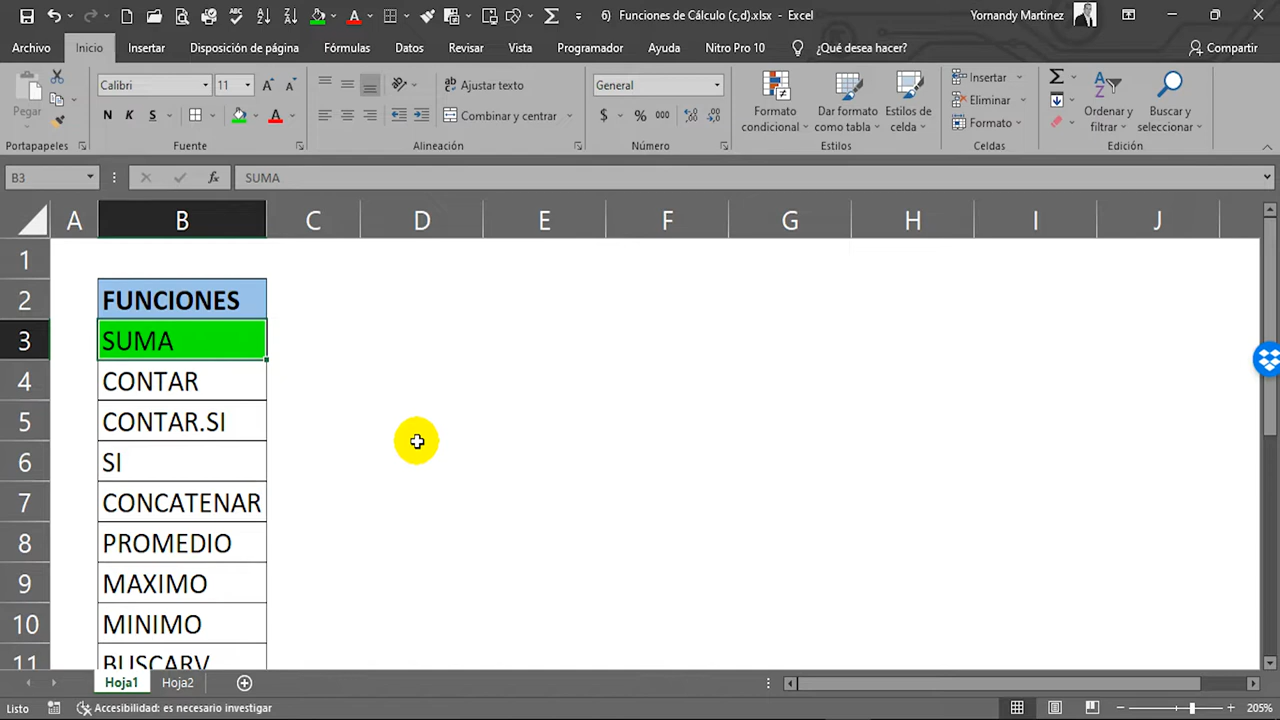 6) Funciones de Cálculo (c,d).xlsx - Excel
Yornandy Martinez
Archivo Inicio Insertar Disposición de página Fórmulas Datos Revisar Vista Programador Ayuda Nitro Pro 10 ¿Qué desea hacer? Compartir
Pegar
Calibri 11
N K S
Ajustar texto
Combinar y centrar
General
$ % 000
Formato condicional
Dar formato como tabla
Estilos de celda
Insertar
Eliminar
Formato
Ordenar y filtrar
Buscar y seleccionar
Portapapeles Fuente Alineación Número Estilos Celdas Edición
B3 fx SUMA
A B C D E F G H I J
1
2 FUNCIONES
3 SUMA
4 CONTAR
5 CONTAR.SI
6 SI
7 CONCATENAR
8 PROMEDIO
9 MAXIMO
10 MINIMO
11 BUSCARV
Hoja1 Hoja2
Listo Accesibilidad: es necesario investigar 205%